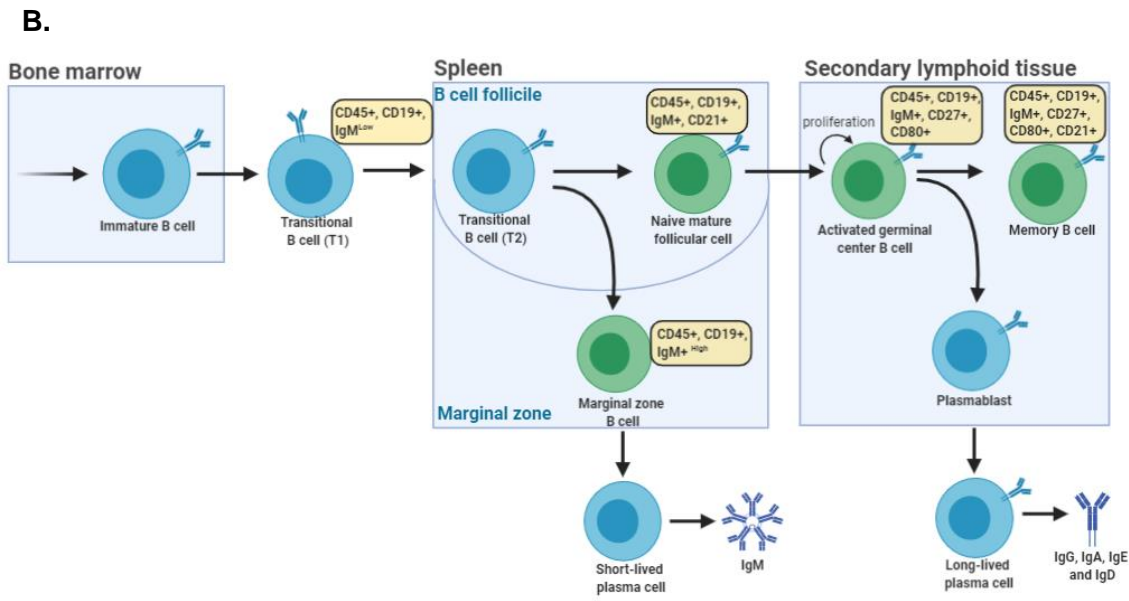 B.
Bone marrow
Immature B cell
CD45+, CD19+,
IgMLow
Transitional
B cell (T1)
Spleen
B cell follicile
Transitional
B cell (T2)
CD45+, CD19+,
IgM+, CD21+
Naive mature
follicular cell
CD45+, CD19+,
IgM+ High
Marginal zone
B cell
Marginal zone
Short-lived
plasma cell
IgM
Secondary lymphoid tissue
proliferation
CD45+, CD19+,
IgM+, CD27+,
CD80+
Activated germinal
center B cell
CD45+, CD19+,
IgM+, CD27+,
CD80+, CD21+
Memory B cell
Plasmablast
Long-lived
plasma cell
IgG, IgA, IgE
and IgD